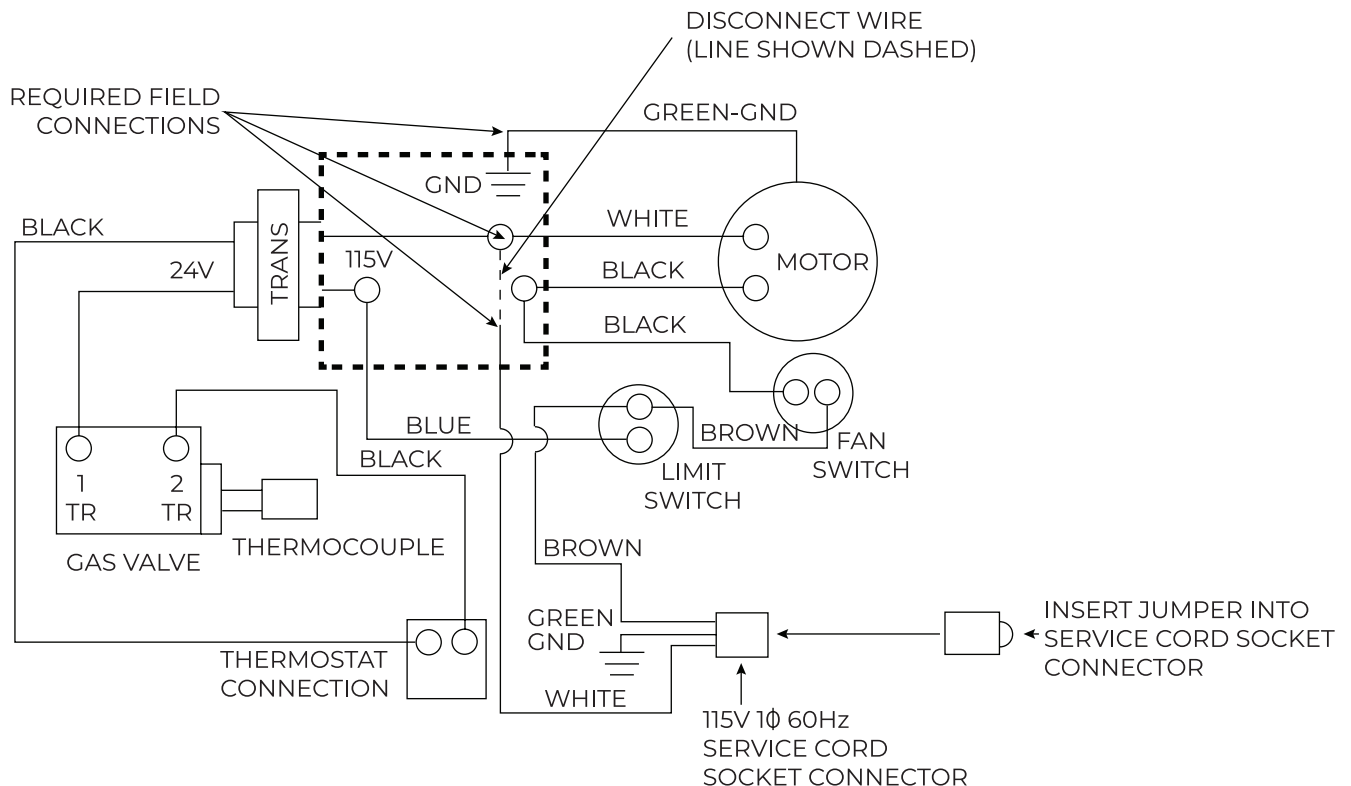 DISCONNECT WIRE
(LINE SHOWN DASHED)
REQUIRED FIELD
CONNECTIONS
GREEN-GND
GND
BLACK
WHITE
TRANS
115V
MOTOR
24V
BLACK
BLACK
BLUE
BROWN
FAN
SWITCH
BLACK
LIMIT
SWITCH
1
TR
2
TR
THERMOCOUPLE
GAS VALVE
BROWN
GREEN
GND
INSERT JUMPER INTO
SERVICE CORD SOCKET
CONNECTOR
THERMOSTAT
CONNECTION
WHITE
115V 1Φ 60Hz
SERVICE CORD
SOCKET CONNECTOR